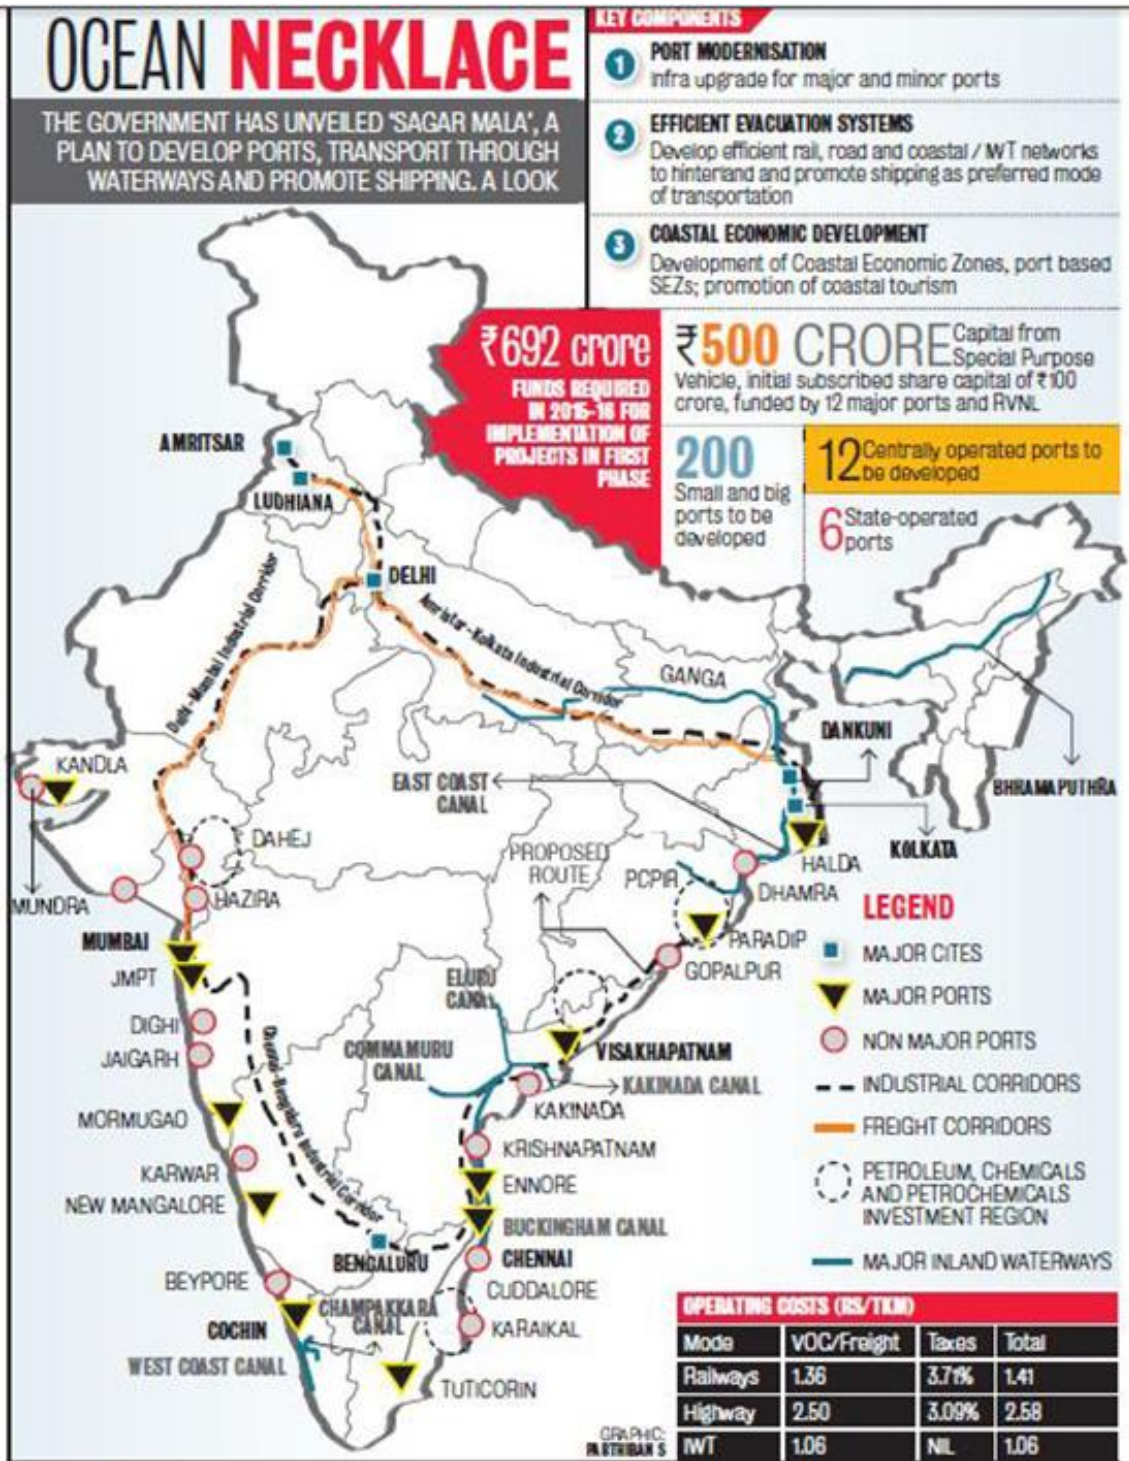 OCEAN NECKLACE
THE GOVERNMENT HAS UNVEILED 'SAGAR MALA', A
PLAN TO DEVELOP PORTS, TRANSPORT THROUGH
WATERWAYS AND PROMOTE SHIPPING. A LOOK
KEY COMPONENTS
1 PORT MODERNISATION
Infra upgrade for major and minor ports
2 EFFICIENT EVACUATION SYSTEMS
Develop efficient rail, road and coastal / IWT networks
to hinterland and promote shipping as preferred mode
of transportation
3 COASTAL ECONOMIC DEVELOPMENT
Development of Coastal Economic Zones, port based
SEZs; promotion of coastal tourism
₹692 crore
FUNDS REQUIRED
IN 2015-16 FOR
IMPLEMENTATION OF
PROJECTS IN FIRST
PHASE
₹500 CRORE Capital from
Special Purpose
Vehicle, initial subscribed share capital of ₹100
crore, funded by 12 major ports and RVNL
200
Small and big
ports to be
developed
12 Centrally operated ports to
be developed
6 State-operated
ports
AMRITSAR
LUDHIANA
DELHI
Delhi-Mumbai Industrial Corridor
Amristar-Kolkata Industrial Corridor
GANGA
DANKUNI
BHRAMAPUTHRA
KANDLA
EAST COAST
CANAL
KOLKATA
HALDA
DAHEJ
PROPOSED
ROUTE
PCPIR
DHAMRA
MUNDRA
HAZIRA
MUMBAI
PARADIP
JMPT
GOPALPUR
ELURU
CANAL
DIGHI
JAIGARH
COMMAMURU
CANAL
VISAKHAPATNAM
KAKINADA CANAL
KAKINADA
Chennai-Bengaluru Industrial Corridor
MORMUGAO
KARWAR
KRISHNAPATNAM
NEW MANGALORE
ENNORE
BUCKINGHAM CANAL
BENGALURU
CHENNAI
BEYPORE
CUDDALORE
CHAMPAKKARA
CANAL
COCHIN
KARAIKAL
WEST COAST CANAL
TUTICORIN
LEGEND
MAJOR CITES
MAJOR PORTS
NON MAJOR PORTS
INDUSTRIAL CORRIDORS
FREIGHT CORRIDORS
PETROLEUM, CHEMICALS
AND PETROCHEMICALS
INVESTMENT REGION
MAJOR INLAND WATERWAYS
OPERATING COSTS (RS/TKM)
Mode VOC/Freight Taxes Total
Railways 1.36 3.71% 1.41
Highway 2.50 3.09% 2.58
IWT 1.06 NIL 1.06
GRAPHIC:
PARTHIBAN S